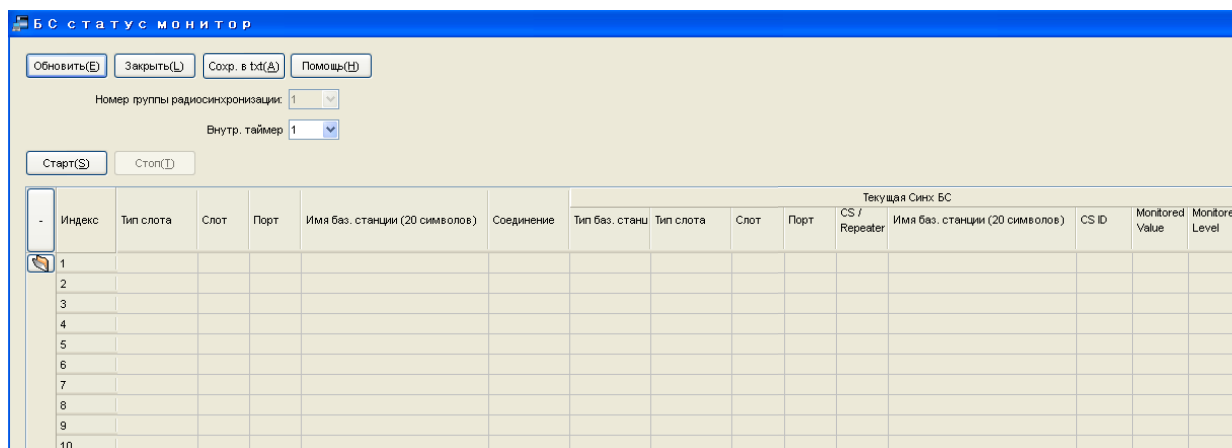 БС статус монитор
Обновить(E) Закрыть(L) Сохр. в txt(A) Помощь(H)
Номер группы радиосинхронизации: 1
Внутр. таймер 1
Старт(S) Стоп(T)
Текущая Синх БС
- Индекс Тип слота Слот Порт Имя баз. станции (20 символов) Соединение Тип баз. станц Тип слота Слот Порт CS / Repeater Имя баз. станции (20 символов) CS ID Monitored Value Monitore Level
1
2
3
4
5
6
7
8
9
10